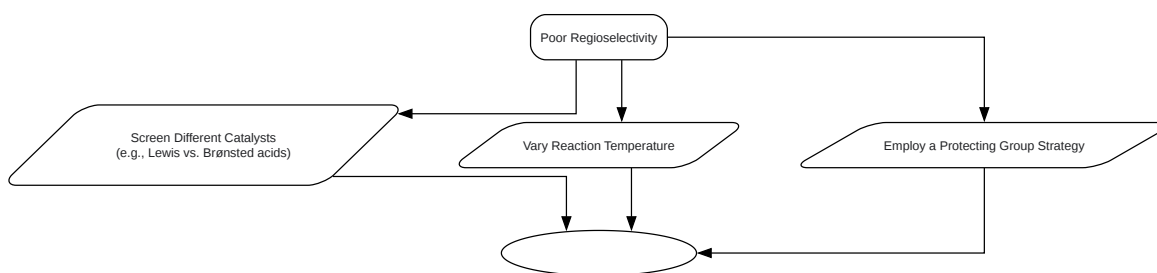 Poor Regioselectivity
Screen Different Catalysts
(e.g., Lewis vs. Brønsted acids)
Vary Reaction Temperature
Employ a Protecting Group Strategy